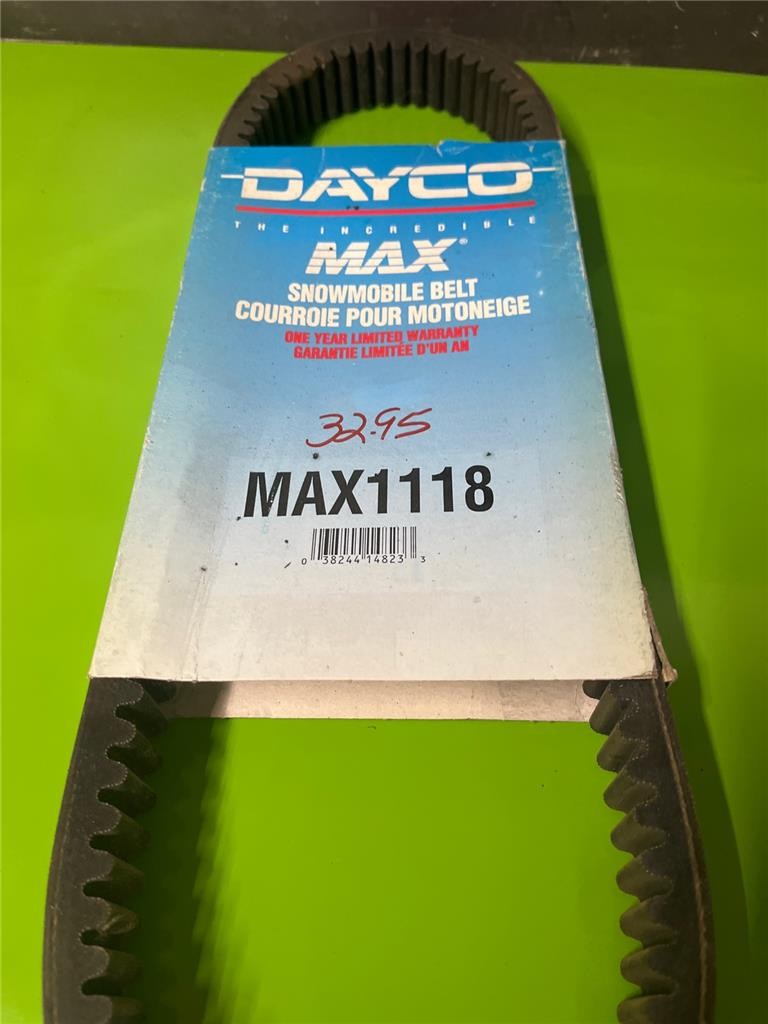 DAYCO
THE INCREDIBLE
MAX®
SNOWMOBILE BELT
COURROIE POUR MOTONEIGE
ONE YEAR LIMITED WARRANTY
GARANTIE LIMITÉE D'UN AN
32.95
MAX1118
0 38244 14823 3